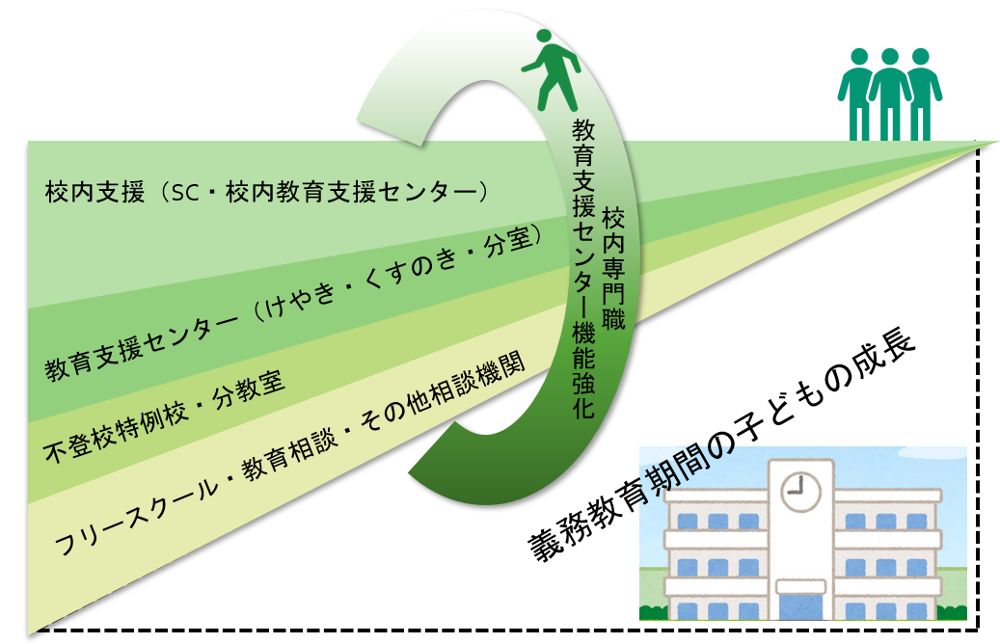 校内支援（SC・校内教育支援センター）
教育支援センター（けやき・くすのき・分室）
不登校特例校・分教室
フリースクール・教育相談・その他相談機関
校内専門職
教育支援センター機能強化
義務教育期間の子どもの成長